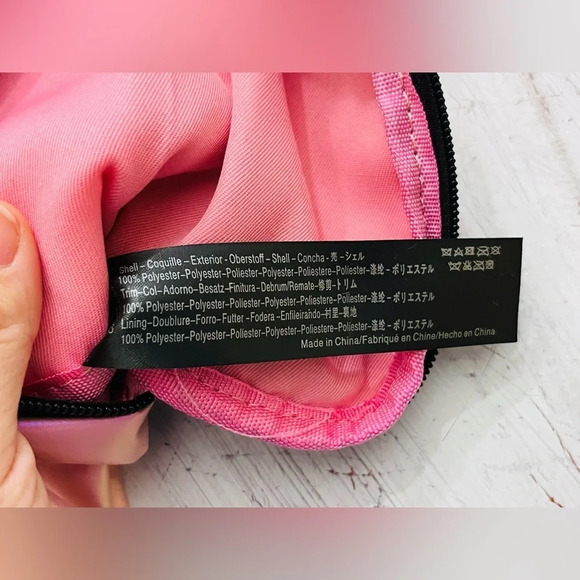 Shell–Coquille–Exterior-Oberstoff-Shell–Concha-売–シェル
100% Polyester-Polyester-Poliester-Polyester-Poliestere-Poliester-涤纶-ポリエステル
Trim-Col-Adorno-Besatz-Finitura-Debrum/Remate-修剪-トリム
100% Polyester-Polyester-Poliester-Polyester-Poliestere-Poliester-涤纶-ポリエステル
Lining-Doublure-Forro-Futter-Fodera-Enfileirando-衬里-裏地
100% Polyester-Polyester-Poliester-Polyester-Poliestere-Poliester-涤纶-ポリエステル
Made in China/Fabriqué en China/Hecho en China